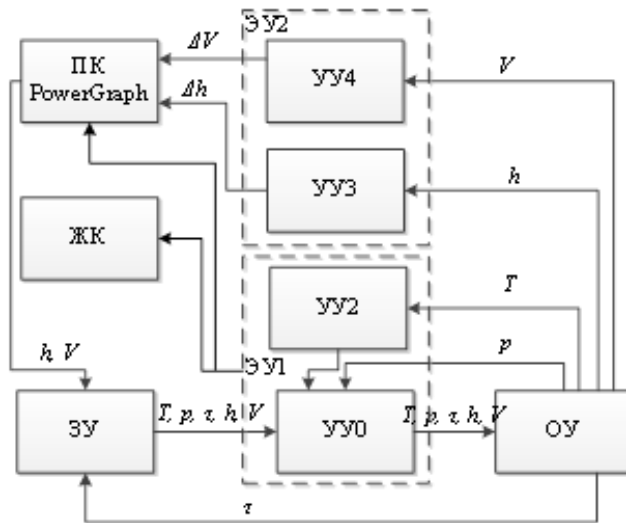 ЭУ2
ΔV
V
ПК
PowerGraph
УУ4
Δh
УУ3
h
ЖК
T
УУ2
p
ЭУ1
h, V
ЗУ
T, p, τ, h, V
УУ0
T, p, τ, h, V
ОУ
τ